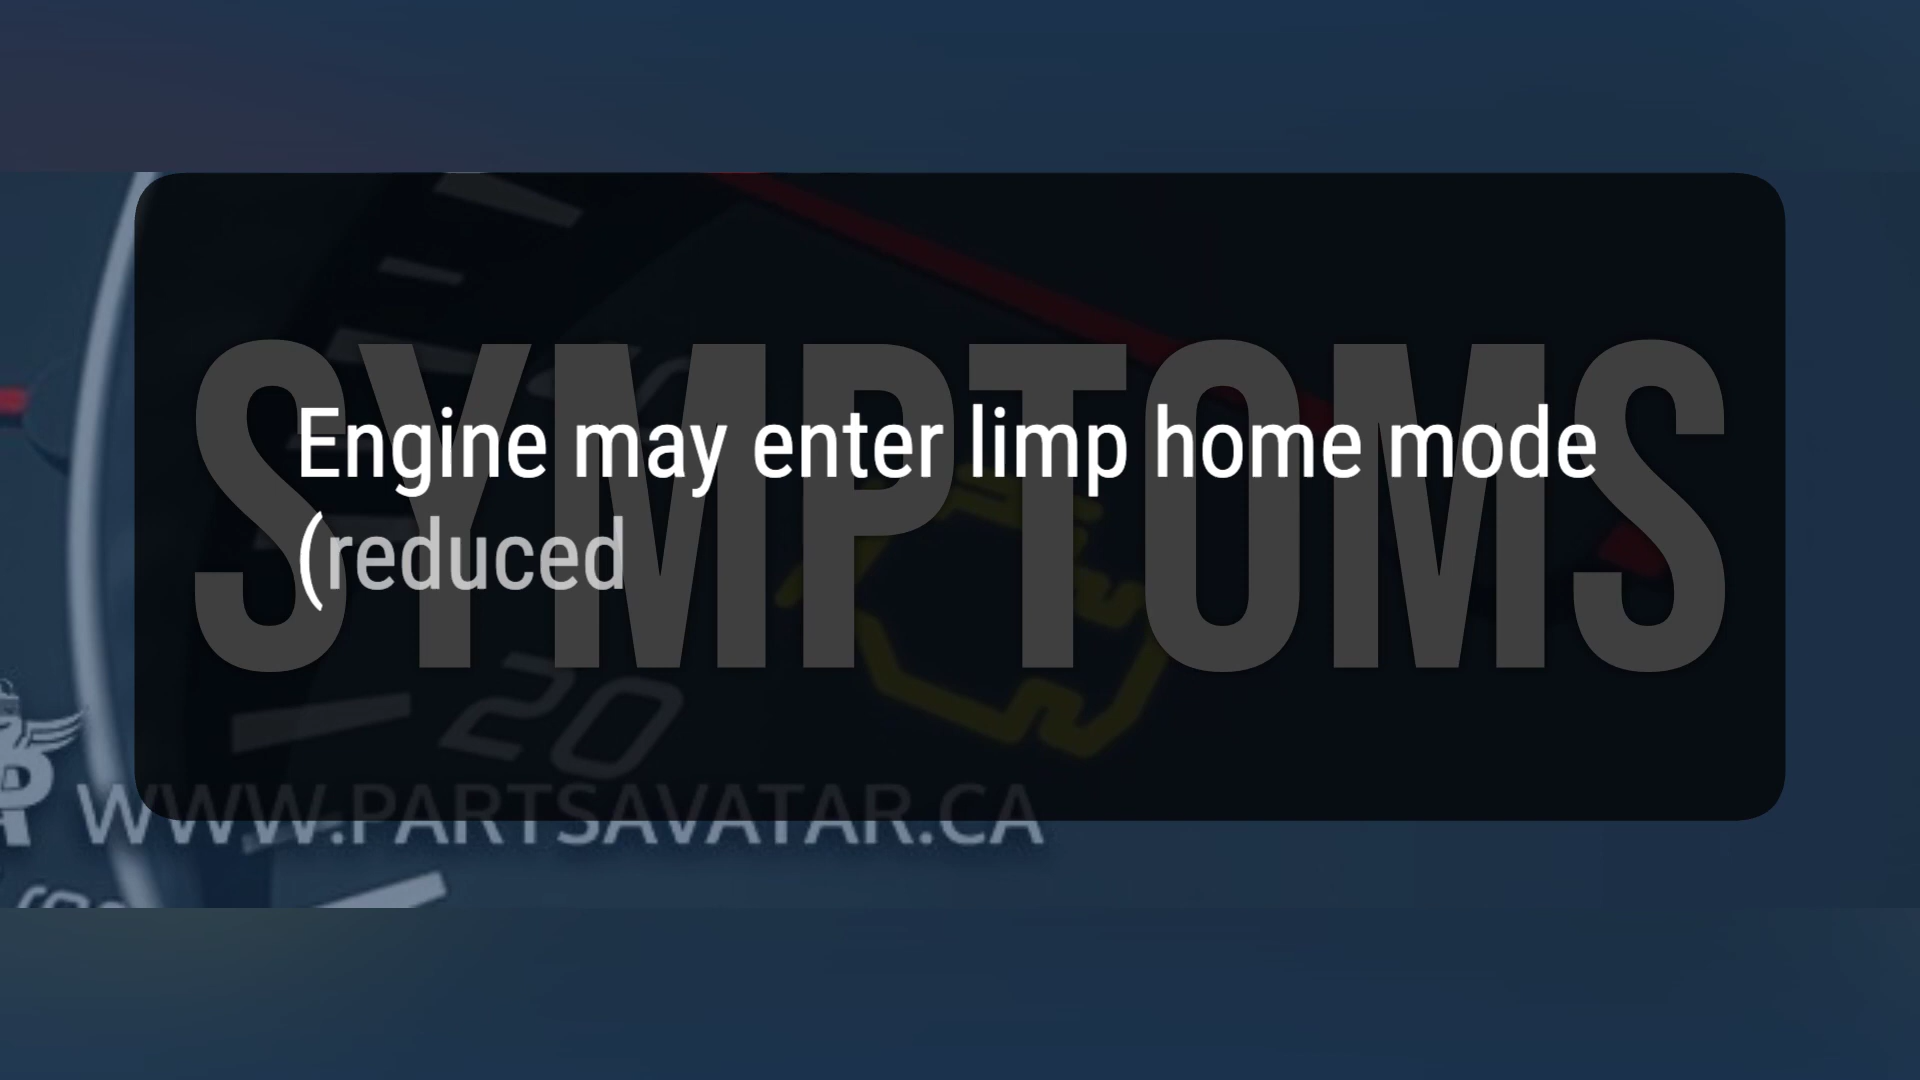 SYMPTOMS
Engine may enter limp home mode
(reduced
20
WWW.PARTSAVATAR.CA